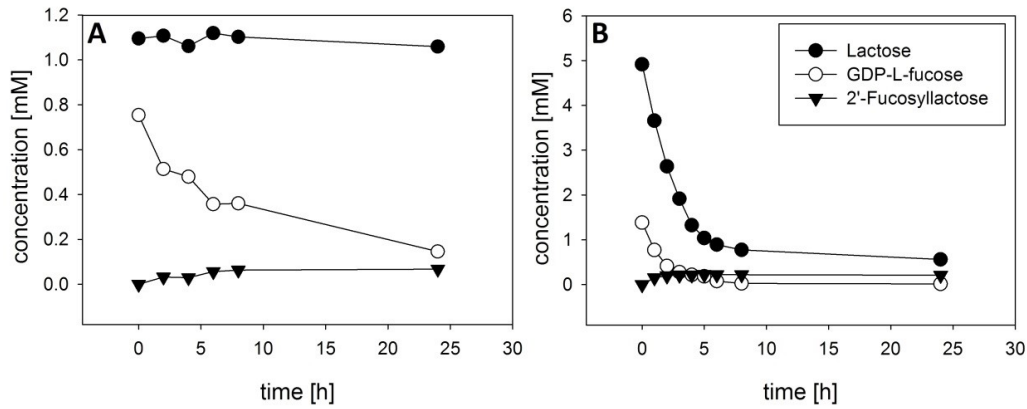 A
concentration [mM]
1.2
1.0
0.8
0.6
0.4
0.2
0.0
0 5 10 15 20 25 30
time [h]
B
concentration [mM]
6
5
4
3
2
1
0
0 5 10 15 20 25 30
time [h]
Lactose
GDP-L-fucose
2'-Fucosyllactose